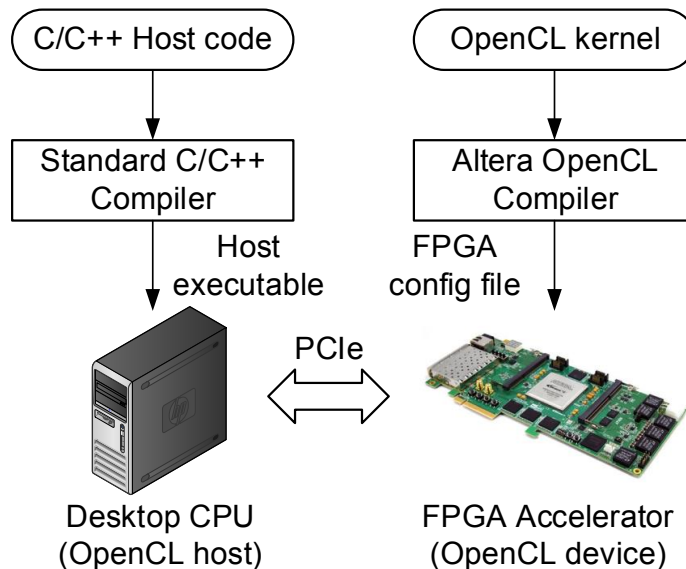 C/C++ Host code
OpenCL kernel
Standard C/C++
Compiler
Altera OpenCL
Compiler
Host
executable
FPGA
config file
PCIe
Desktop CPU
(OpenCL host)
FPGA Accelerator
(OpenCL device)